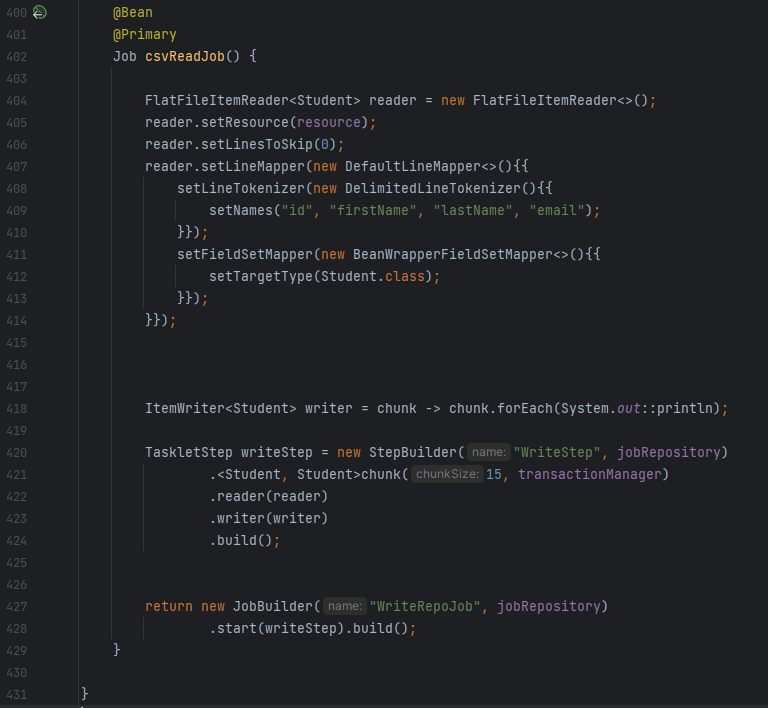 400 @Bean
401 @Primary
402 Job csvReadJob() {
403
404 FlatFileItemReader<Student> reader = new FlatFileItemReader<>();
405 reader.setResource(resource);
406 reader.setLinesToSkip(0);
407 reader.setLineMapper(new DefaultLineMapper<>(){{
408 setLineTokenizer(new DelimitedLineTokenizer(){{
409 setNames("id", "firstName", "lastName", "email");
410 }});
411 setFieldSetMapper(new BeanWrapperFieldSetMapper<>(){{
412 setTargetType(Student.class);
413 }});
414 }});
415
416
417
418 ItemWriter<Student> writer = chunk -> chunk.forEach(System.out::println);
419
420 TaskletStep writeStep = new StepBuilder( name: "WriteStep", jobRepository)
421 .<Student, Student>chunk( chunkSize: 15, transactionManager)
422 .reader(reader)
423 .writer(writer)
424 .build();
425
426
427 return new JobBuilder( name: "WriteRepoJob", jobRepository)
428 .start(writeStep).build();
429 }
430
431 }